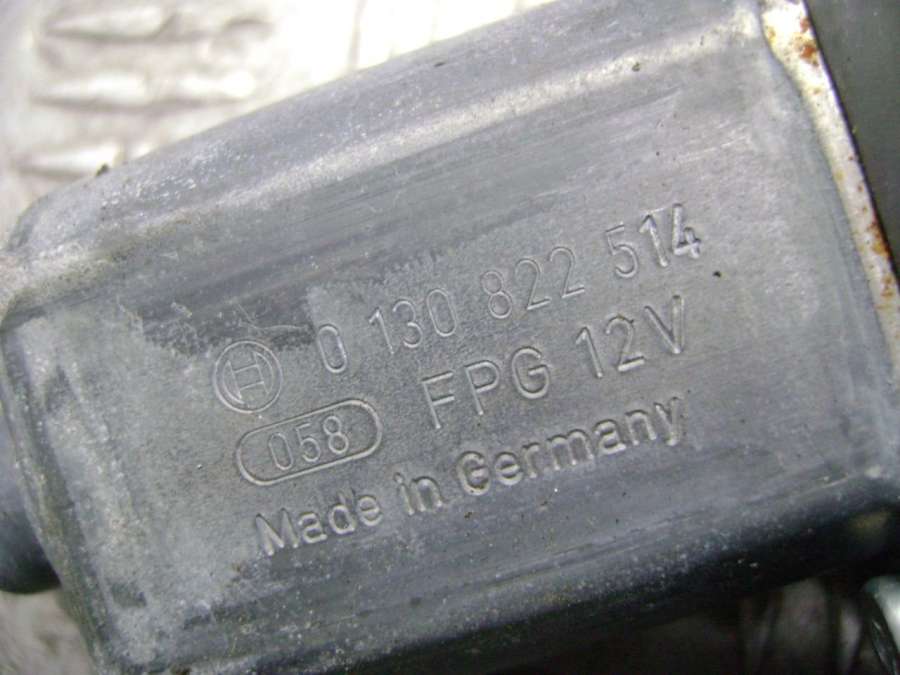 0 130 822 514
058 FPG 12V
Made in Germany